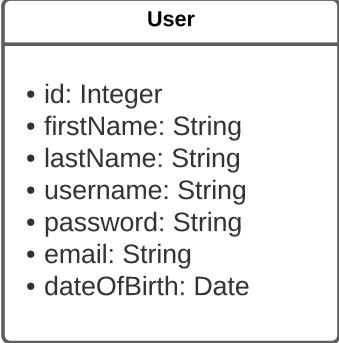 User
• id: Integer
• firstName: String
• lastName: String
• username: String
• password: String
• email: String
• dateOfBirth: Date